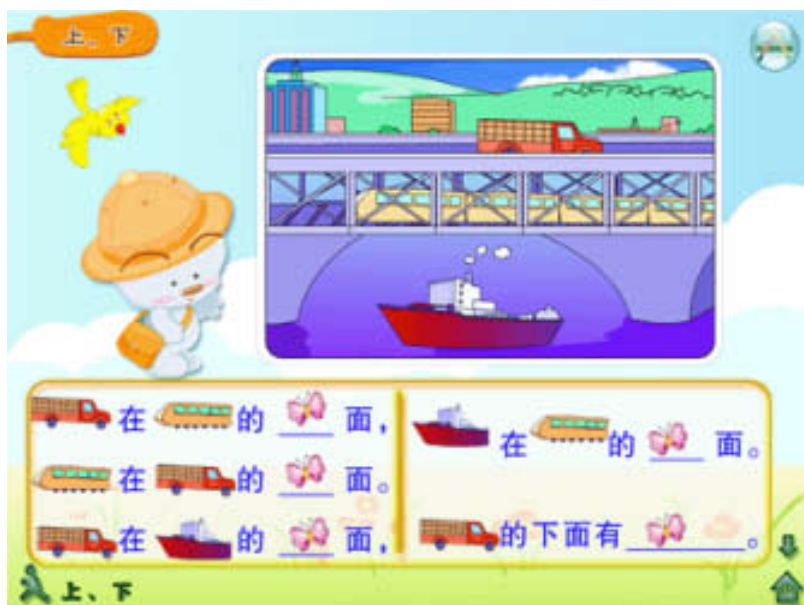 上、下
在 的 面，
在 的 面。
在 的 面，
在 的 面。
的下面有 。
上、下